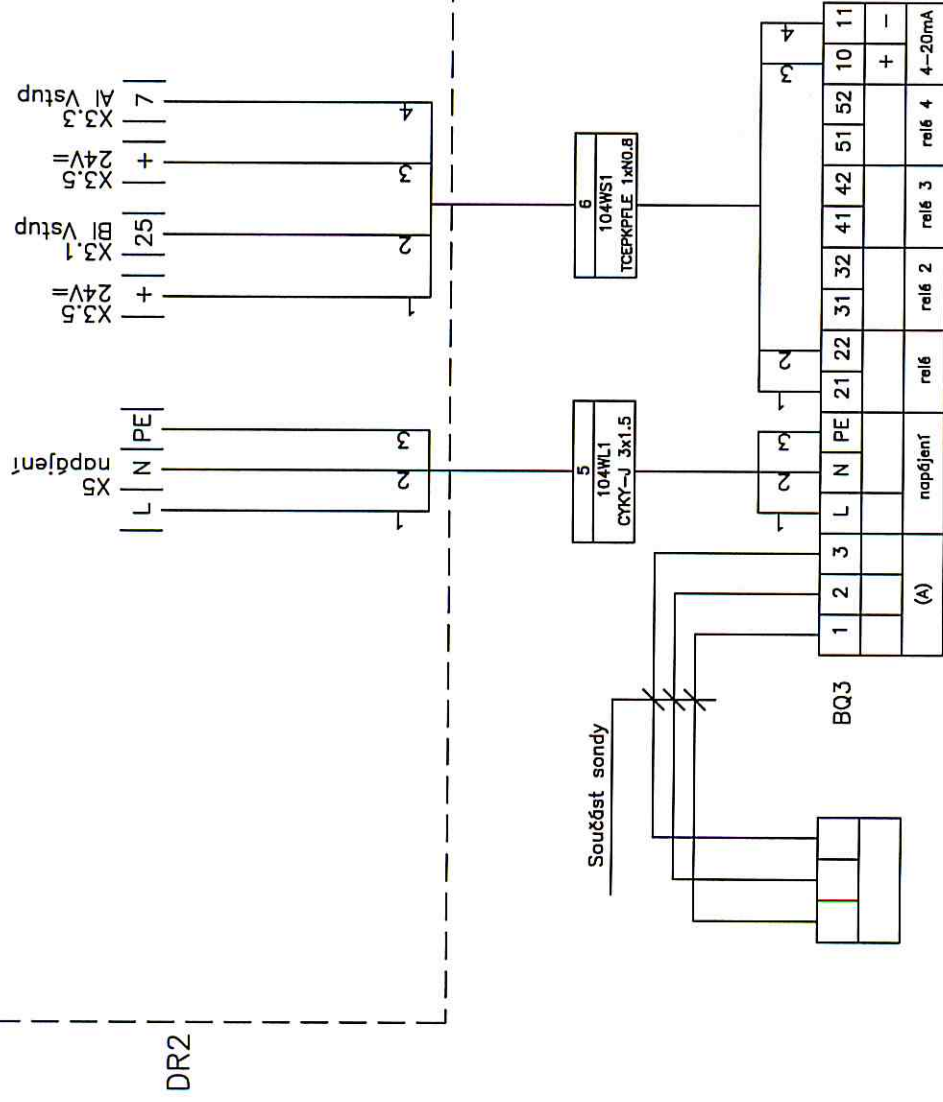 X5
napájení
L N PE
X3.5
24V=
+
X3.1
BI Vstup
25
X3.5
24V=
+
X3.3
AI Vstup
7
1 2 3
1 2 3 4
DR2
5
104WL1
CYKY-J 3x1.5
6
104WS1
TCEPKPFLE 1xN0.8
Součást sondy
1 2 3
1 2
3 4
BQ3
1 2 3 L N PE 21 22 31 32 41 42 51 52 10 11
+ −
(A) napájení relé relé 2 relé 3 relé 4 4-20mA